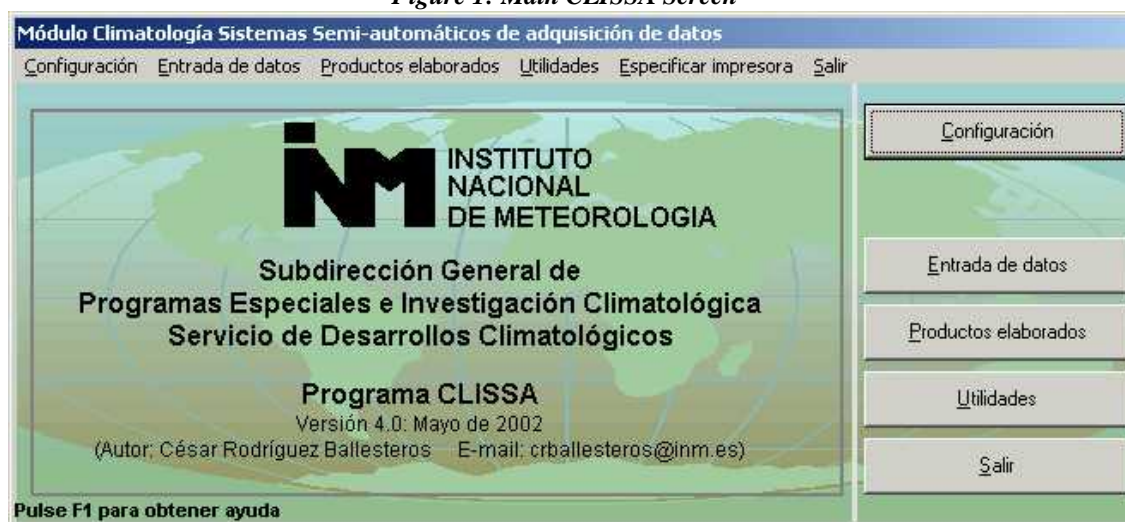 Figure 1: Main CLISSA Screen
Módulo Climatología Sistemas Semi-automáticos de adquisición de datos
Configuración Entrada de datos Productos elaborados Utilidades Especificar impresora Salir
INM
INSTITUTO
NACIONAL
DE METEOROLOGIA
Subdirección General de
Programas Especiales e Investigación Climatológica
Servicio de Desarrollos Climatológicos
Programa CLISSA
Versión 4.0: Mayo de 2002
(Autor: César Rodríguez Ballesteros E-mail: crballesteros@inm.es)
Configuración
Entrada de datos
Productos elaborados
Utilidades
Salir
Pulse F1 para obtener ayuda